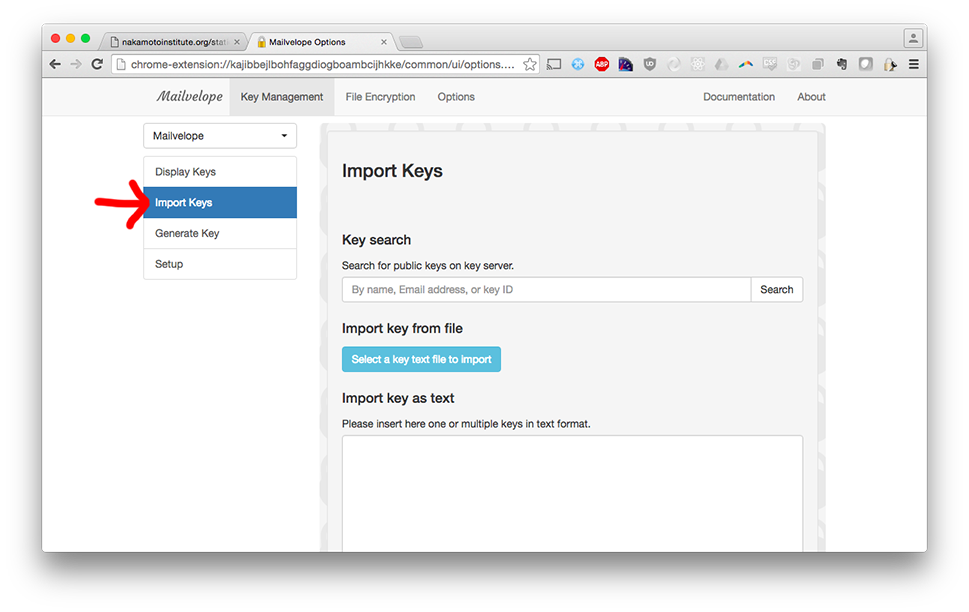 nakamotoinstitute.org/stati
Mailvelope Options
chrome-extension://kajibbejlbohfaggdiogboambcijhkke/common/ui/options....
ABP
Mailvelope
Key Management
File Encryption
Options
Documentation
About
Mailvelope
Display Keys
Import Keys
Generate Key
Setup
Import Keys
Key search
Search for public keys on key server.
By name, Email address, or key ID
Search
Import key from file
Select a key text file to import
Import key as text
Please insert here one or multiple keys in text format.